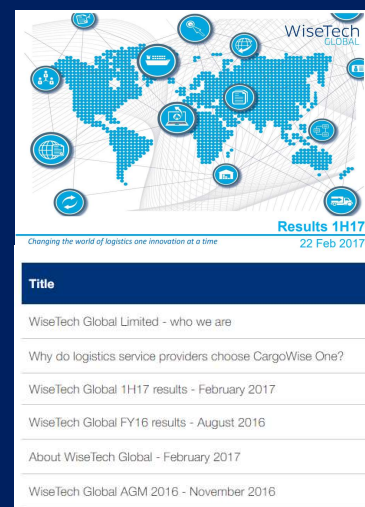 WiseTech
GLOBAL
Results 1H17
Changing the world of logistics one innovation at a time
22 Feb 2017
Title
WiseTech Global Limited - who we are
Why do logistics service providers choose CargoWise One?
WiseTech Global 1H17 results - February 2017
WiseTech Global FY16 results - August 2016
About WiseTech Global - February 2017
WiseTech Global AGM 2016 - November 2016